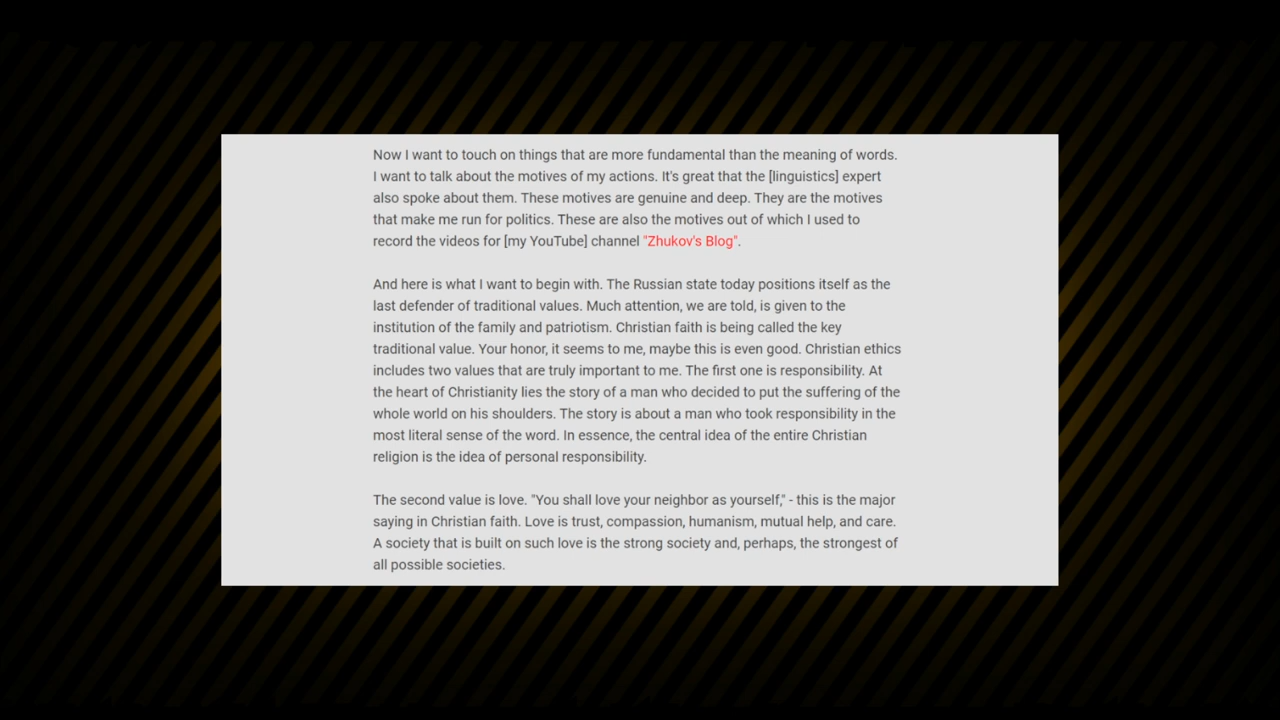 Now I want to touch on things that are more fundamental than the meaning of words.
I want to talk about the motives of my actions. It's great that the [linguistics] expert
also spoke about them. These motives are genuine and deep. They are the motives
that make me run for politics. These are also the motives out of which I used to
record the videos for [my YouTube] channel "Zhukov's Blog".
And here is what I want to begin with. The Russian state today positions itself as the
last defender of traditional values. Much attention, we are told, is given to the
institution of the family and patriotism. Christian faith is being called the key
traditional value. Your honor, it seems to me, maybe this is even good. Christian ethics
includes two values that are truly important to me. The first one is responsibility. At
the heart of Christianity lies the story of a man who decided to put the suffering of the
whole world on his shoulders. The story is about a man who took responsibility in the
most literal sense of the word. In essence, the central idea of the entire Christian
religion is the idea of personal responsibility.
The second value is love. "You shall love your neighbor as yourself," - this is the major
saying in Christian faith. Love is trust, compassion, humanism, mutual help, and care.
A society that is built on such love is the strong society and, perhaps, the strongest of
all possible societies.